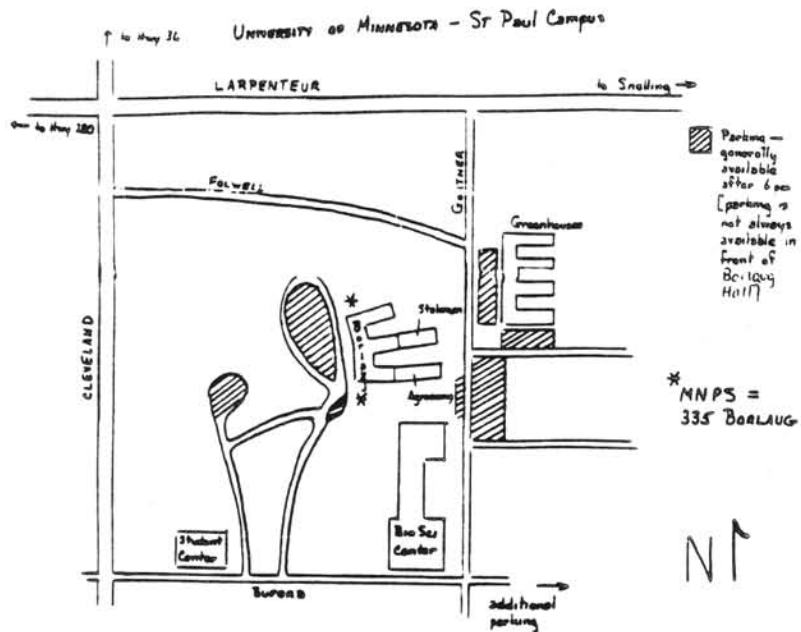 UNIVERSITY OF MINNESOTA – ST PAUL CAMPUS
↑ to Hwy 36
LARPENTEUR
to Snelling →
← to Hwy 280
FOLWELL
GORTNER
CLEVELAND
Parking –
generally
available
after 6 pm
[parking is
not always
available in
front of
Borlaug
Hall]
Greenhouses
*
Stakman
Borlaug
Agronomy
*
* MNPS =
335 BORLAUG
Student
Center
Bio Sci
Center
BUFORD
additional
parking
→
N